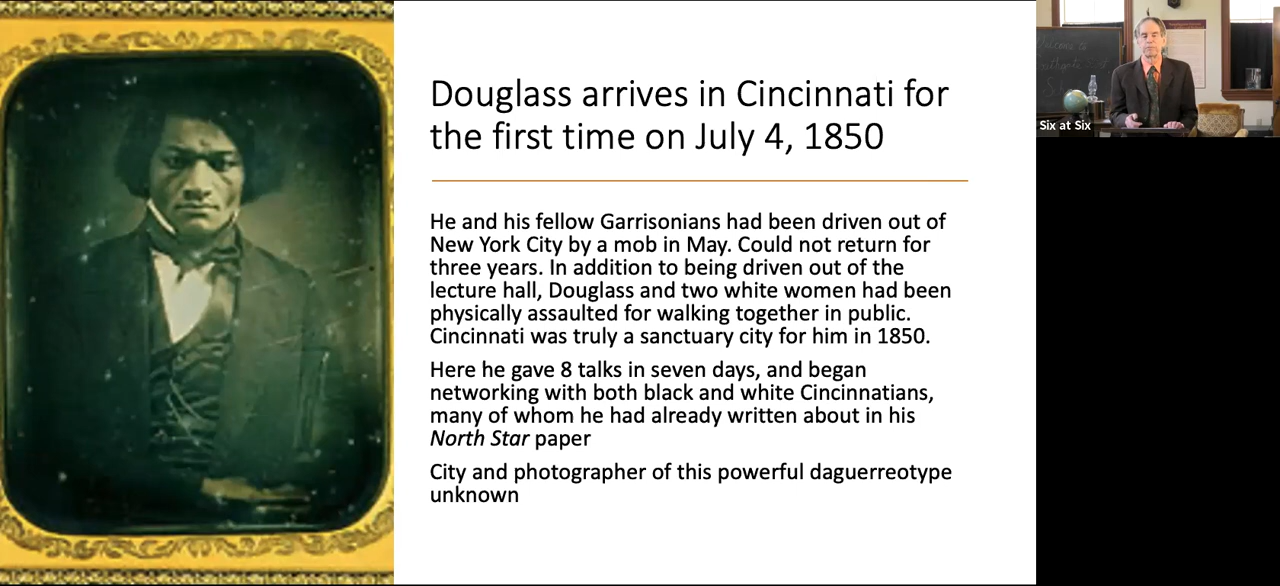 Douglass arrives in Cincinnati for
the first time on July 4, 1850
He and his fellow Garrisonians had been driven out of
New York City by a mob in May. Could not return for
three years. In addition to being driven out of the
lecture hall, Douglass and two white women had been
physically assaulted for walking together in public.
Cincinnati was truly a sanctuary city for him in 1850.
Here he gave 8 talks in seven days, and began
networking with both black and white Cincinnatians,
many of whom he had already written about in his
North Star paper
City and photographer of this powerful daguerreotype
unknown
Welcome to
Six at Six